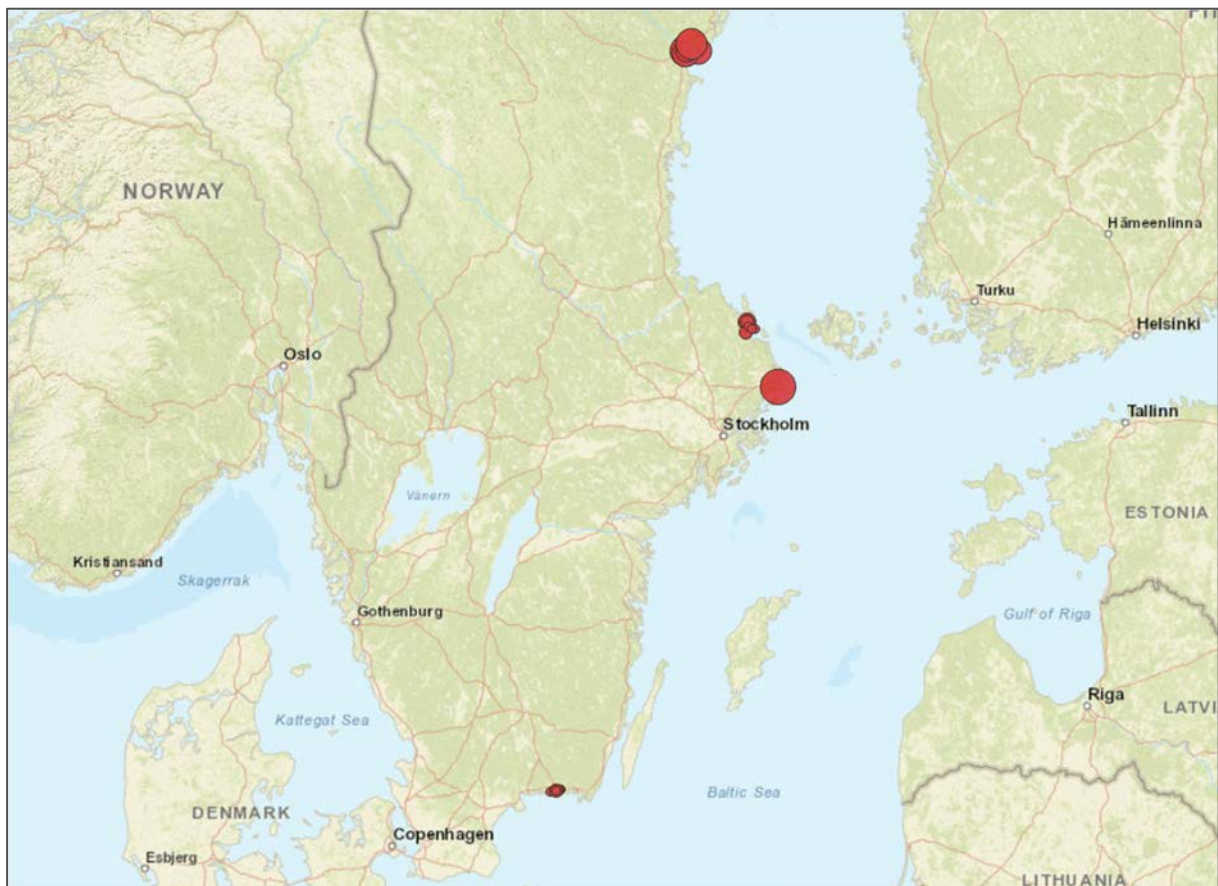 FI
NORWAY
Hämeenlinna
Turku
Helsinki
Oslo
Tallinn
Stockholm
Vänern
ESTONIA
Kristiansand
Skagerrak
Gothenburg
Gulf of Riga
Riga
LATVI
Kattegat Sea
Baltic Sea
DENMARK
Copenhagen
Esbjerg
LITHUANIA